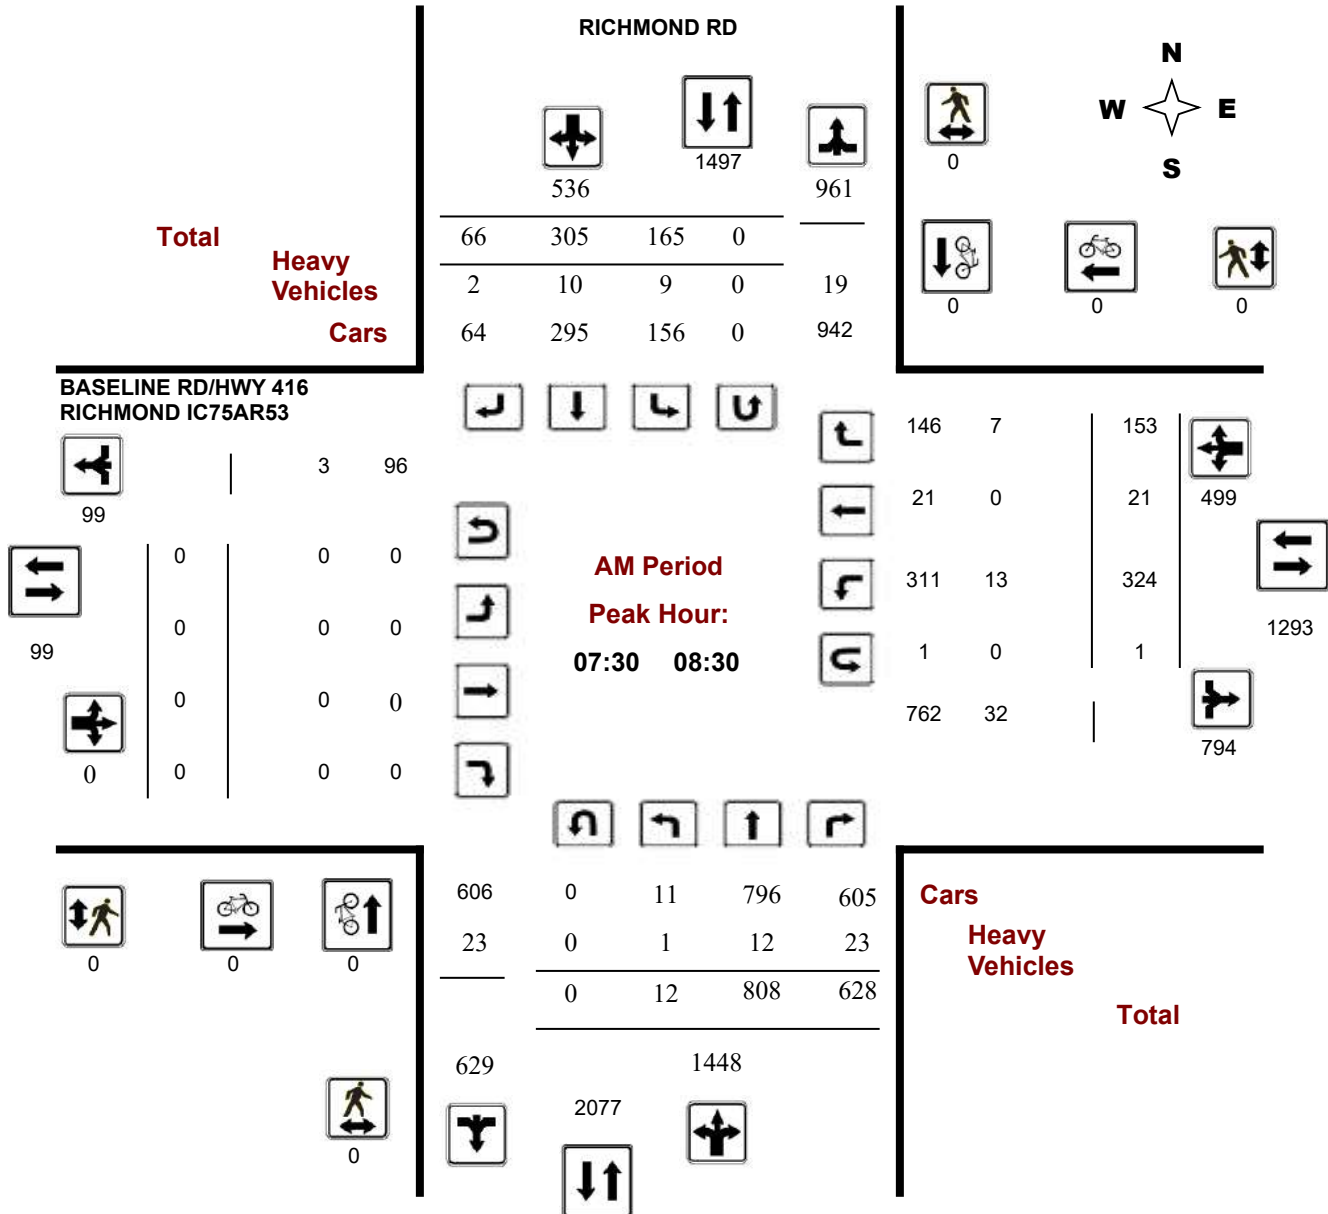 RICHMOND RD
N
W E
S
1497
0
536
961
Total
66 305 165 0
Heavy
Vehicles
2 10 9 0 19
0 0 0
Cars
64 295 156 0 942
BASELINE RD/HWY 416
RICHMOND IC75AR53
146 7 153
3 96
99
21 0 21 499
0 0 0
AM Period
311 13 324
Peak Hour:
0 0 0
1293
99
07:30 08:30
1 0 1
0 0 0
762 32
794
0 0 0 0
606 0 11 796 605
Cars
23 0 1 12 23
Heavy
Vehicles
0 0 0
0 12 808 628
Total
629 1448
2077
0